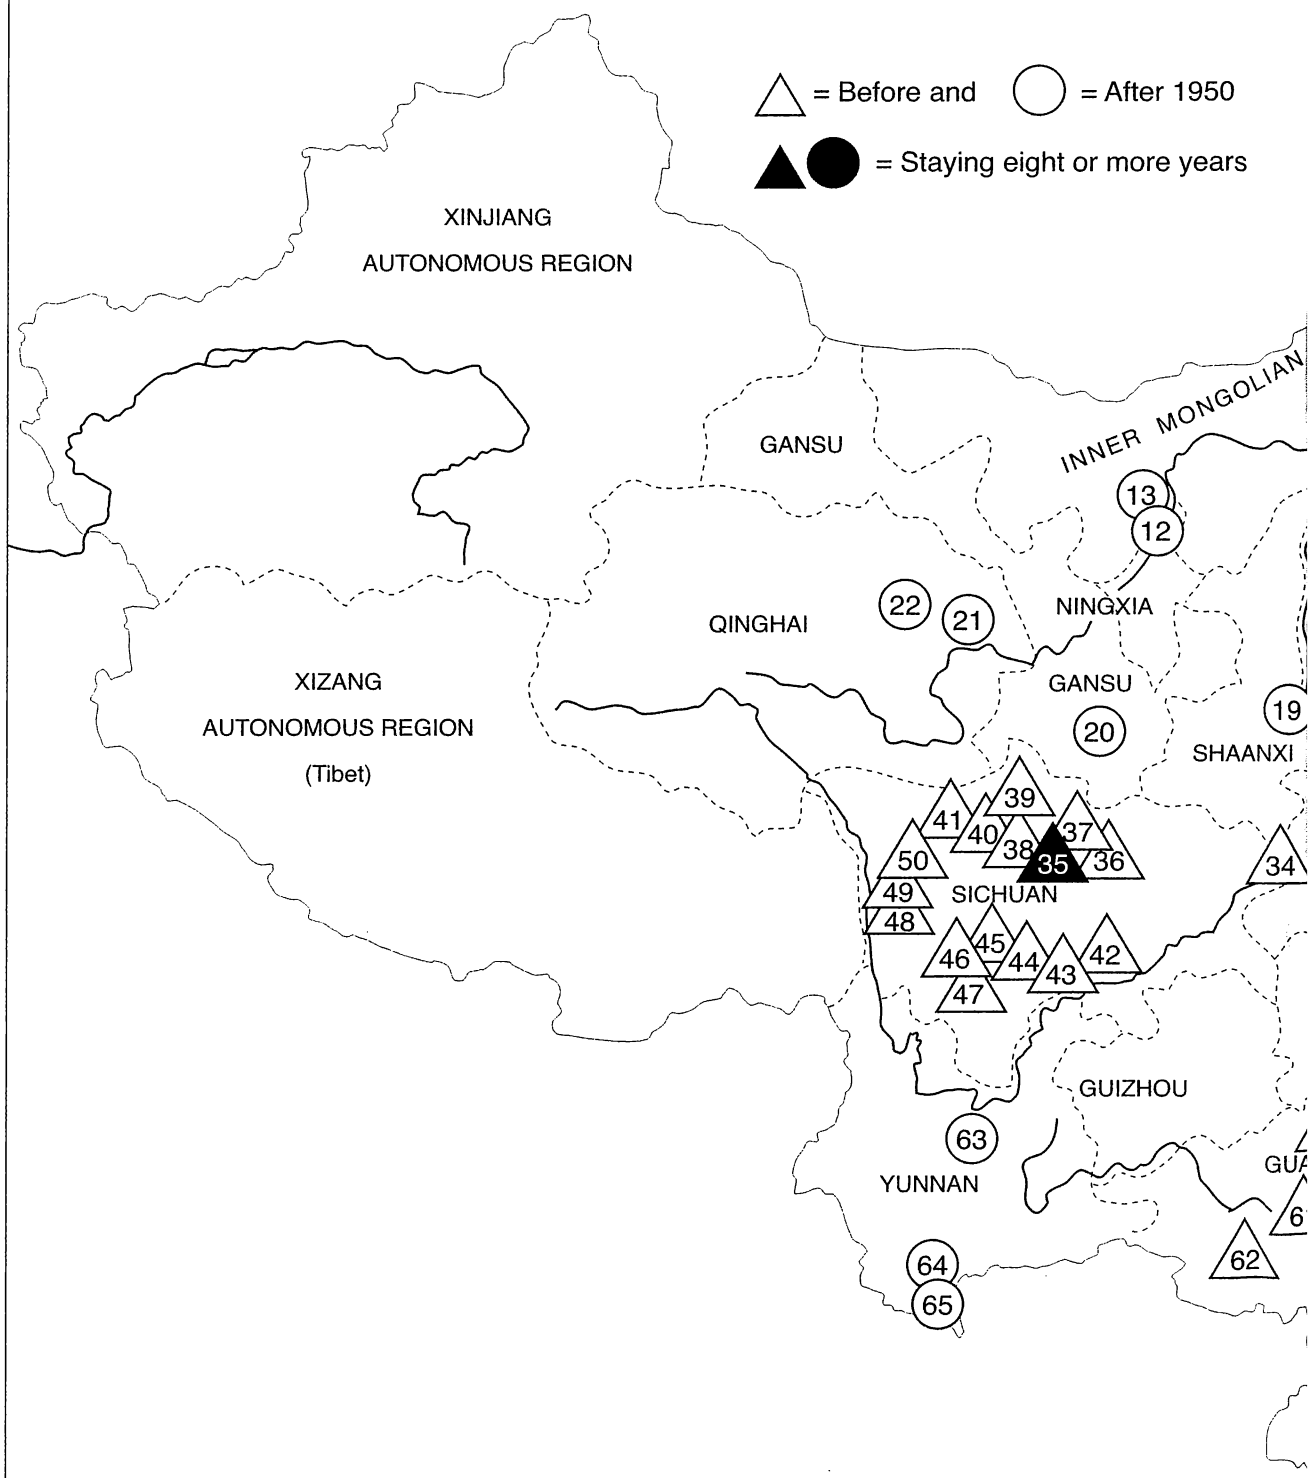 = Before and
= After 1950
= Staying eight or more years
XINJIANG
AUTONOMOUS REGION
INNER MONGOLIAN
GANSU
13
12
22
21
NINGXIA
QINGHAI
XIZANG
AUTONOMOUS REGION
(Tibet)
GANSU
20
19
SHAANXI
39
41
40
38
37
35
36
50
34
49
SICHUAN
48
45
46
44
43
42
47
GUIZHOU
63
YUNNAN
GUA
6
62
64
65